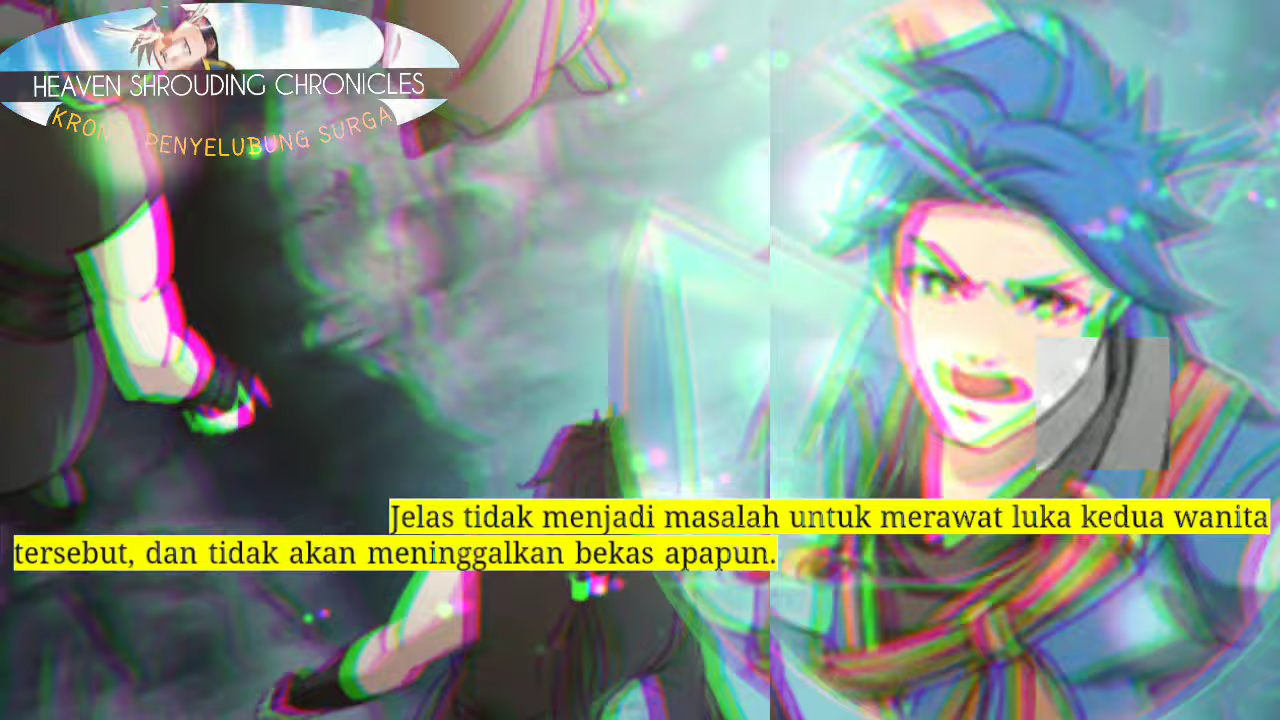 HEAVEN SHROUDING CHRONICLES
PENYELUBUNG SURGA
Jelas tidak menjadi masalah untuk merawat luka kedua wanita
tersebut, dan tidak akan meninggalkan bekas apapun.